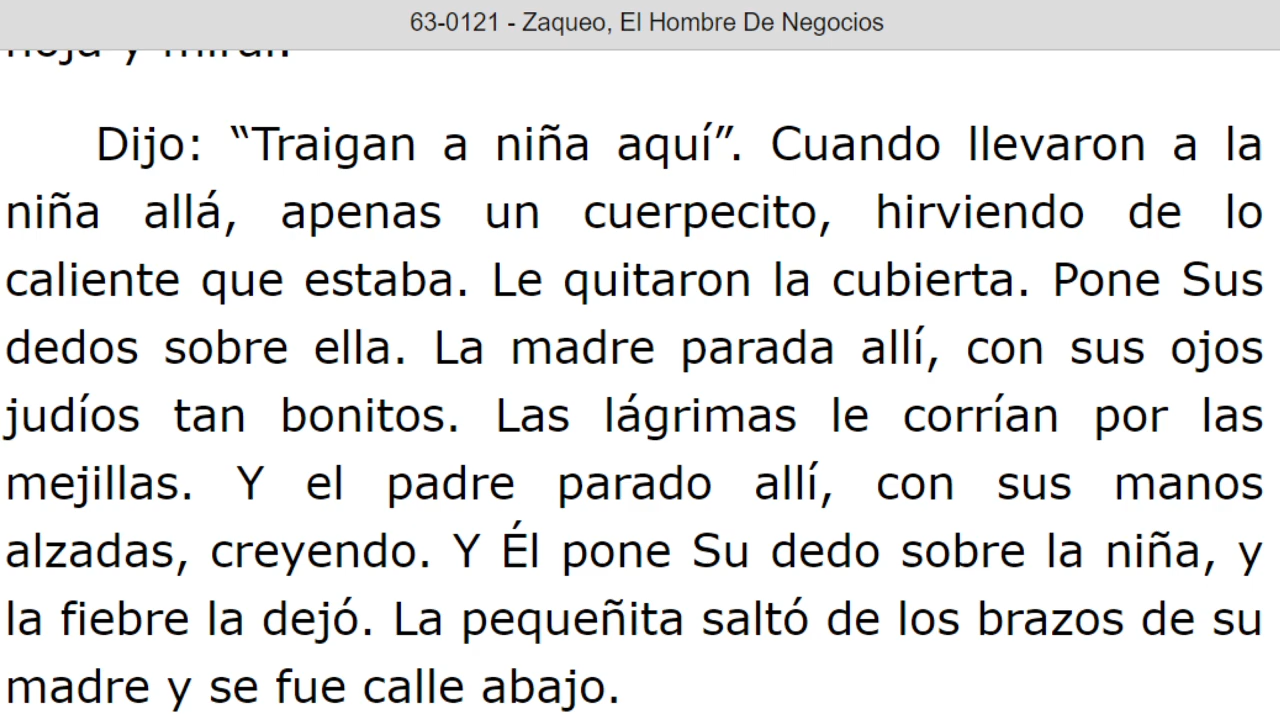 63-0121 - Zaqueo, El Hombre De Negocios
hoja y mirar.
Dijo: “Traigan a niña aquí”. Cuando llevaron a la
niña allá, apenas un cuerpecito, hirviendo de lo
caliente que estaba. Le quitaron la cubierta. Pone Sus
dedos sobre ella. La madre parada allí, con sus ojos
judíos tan bonitos. Las lágrimas le corrían por las
mejillas. Y el padre parado allí, con sus manos
alzadas, creyendo. Y Él pone Su dedo sobre la niña, y
la fiebre la dejó. La pequeñita saltó de los brazos de su
madre y se fue calle abajo.